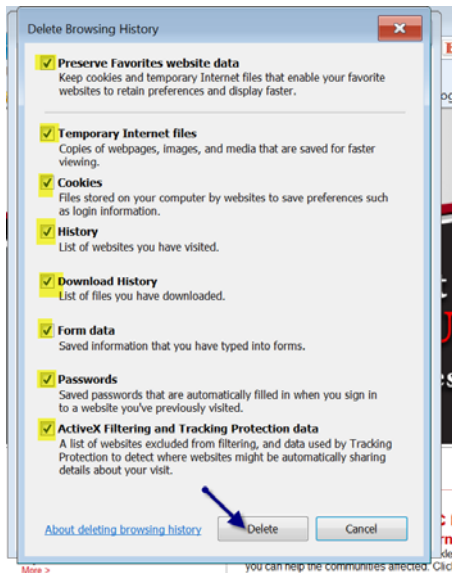 Delete Browsing History
Preserve Favorites website data
Keep cookies and temporary Internet files that enable your favorite
websites to retain preferences and display faster.
Temporary Internet files
Copies of webpages, images, and media that are saved for faster
viewing.
Cookies
Files stored on your computer by websites to save preferences such
as login information.
History
List of websites you have visited.
Download History
List of files you have downloaded.
Form data
Saved information that you have typed into forms.
Passwords
Saved passwords that are automatically filled in when you sign in
to a website you've previously visited.
ActiveX Filtering and Tracking Protection data
A list of websites excluded from filtering, and data used by Tracking
Protection to detect where websites might be automatically sharing
details about your visit.
About deleting browsing history
Delete
Cancel
More >
you can help the communities affected. Clic